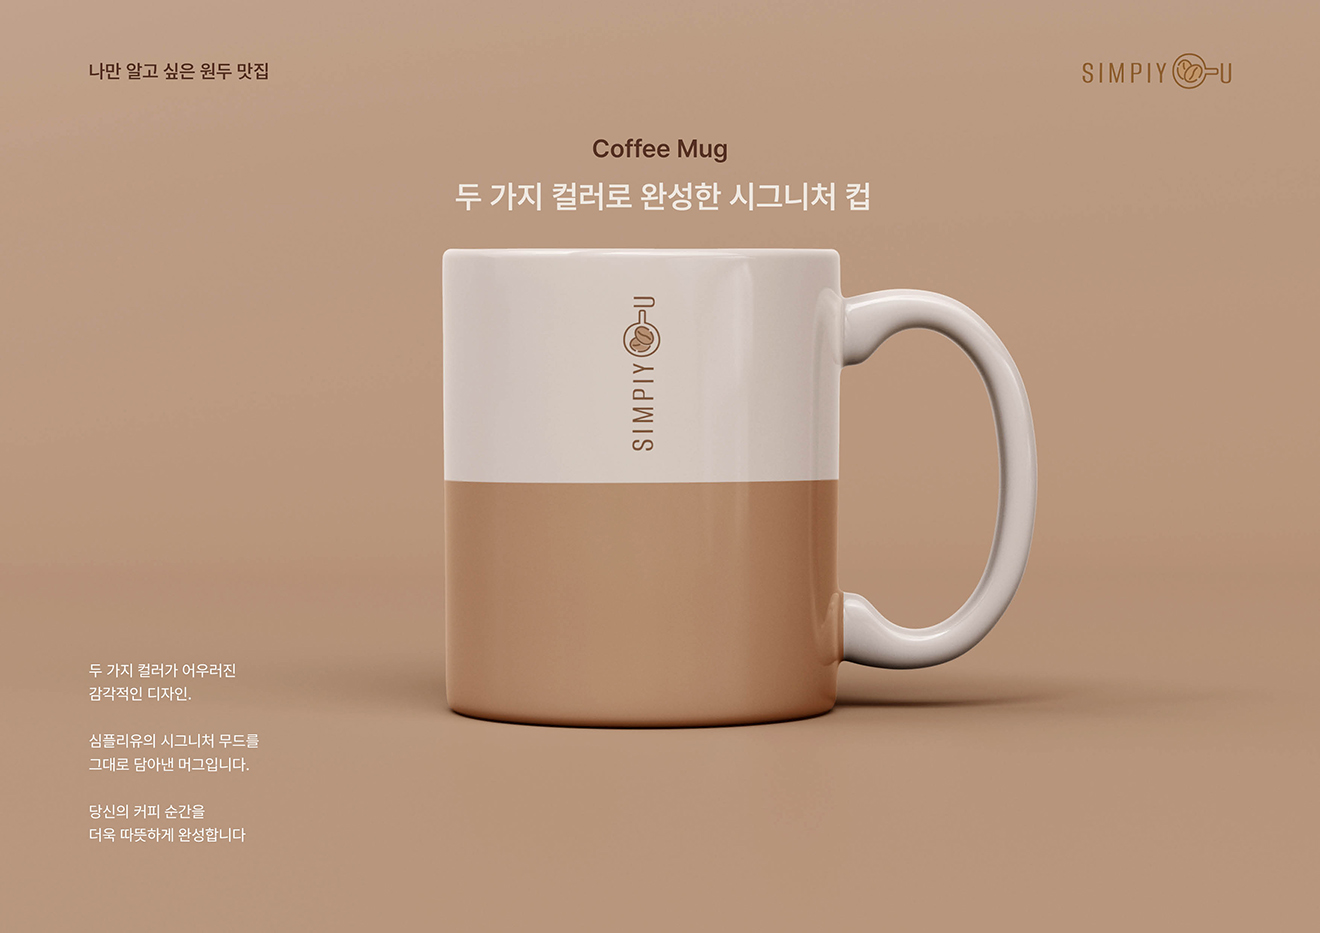 나만 알고 싶은 원두 맛집
SIMPIYOU
Coffee Mug
두 가지 컬러로 완성한 시그니처 컵
SIMPIYOU
두 가지 컬러가 어우러진
감각적인 디자인.
심플리유의 시그니처 무드를
그대로 담아낸 머그입니다.
당신의 커피 순간을
더욱 따뜻하게 완성합니다